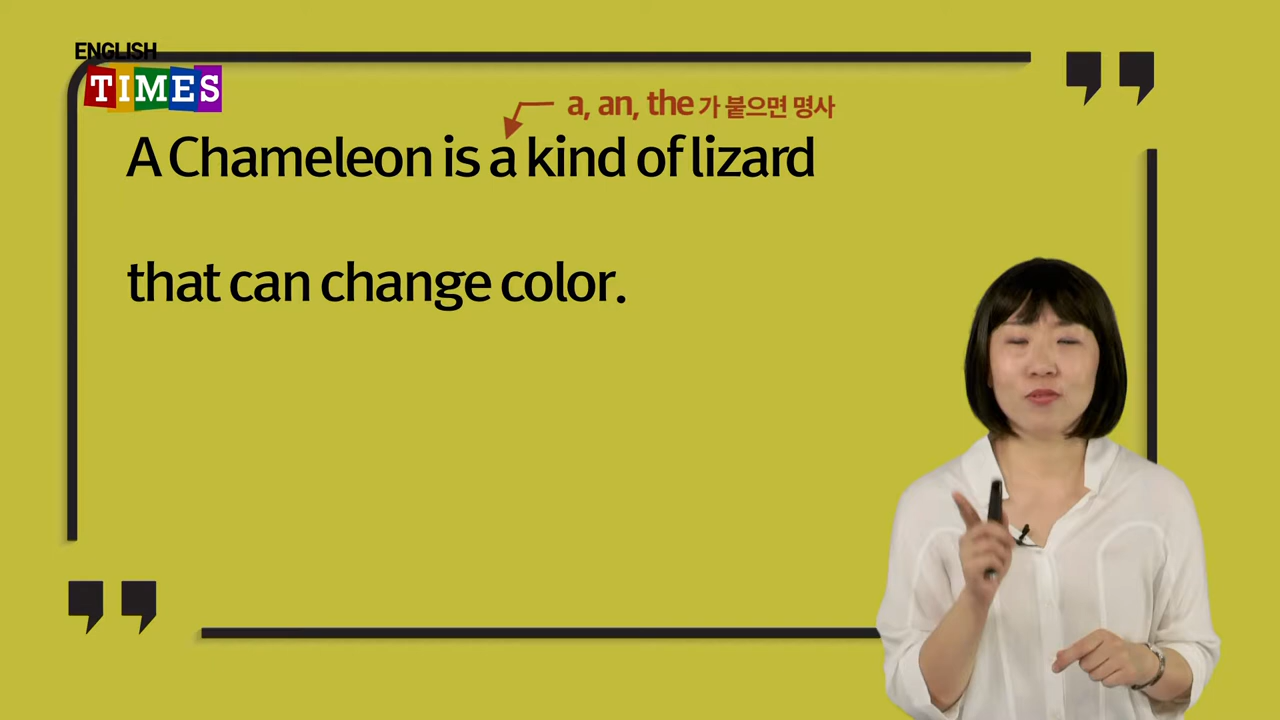 ENGLISH
TIMES
a, an, the 가 붙으면 명사
A Chameleon is a kind of lizard
that can change color.